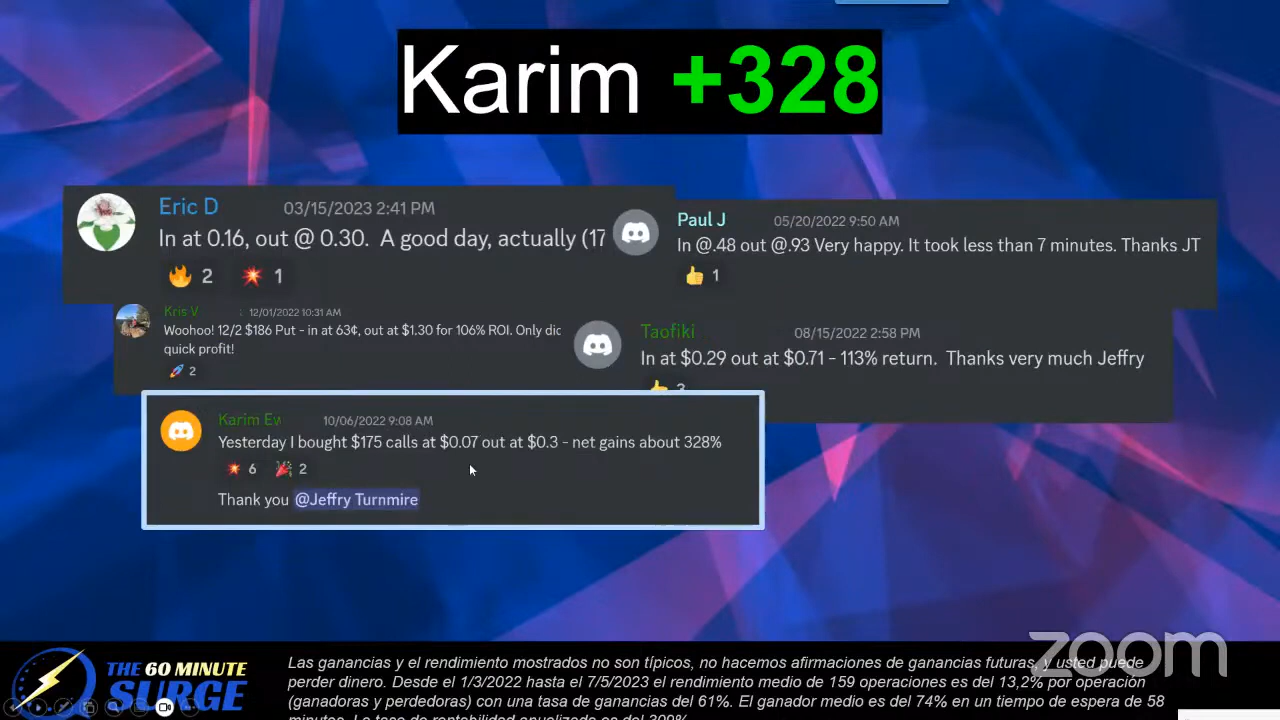 Karim +328
Eric D 03/15/2023 2:41 PM
In at 0.16, out @ 0.30. A good day, actually (17
2 1
Paul J 05/20/2022 9:50 AM
In @.48 out @.93 Very happy. It took less than 7 minutes. Thanks JT
1
Kris V 12/01/2022 10:31 AM
Woohoo! 12/2 $186 Put - in at 63¢, out at $1.30 for 106% ROI. Only
quick profit!
2
Taofiki 08/15/2022 2:58 PM
In at $0.29 out at $0.71 - 113% return. Thanks very much Jeffry
3
Karim 10/06/2022 9:08 AM
Yesterday I bought $175 calls at $0.07 out at $0.3 - net gains about 328%
6 2
Thank you @Jeffry Turnmire
zoom
THE 60 MINUTE
SURGE
Las ganancias y el rendimiento mostrados no son típicos, no hacemos afirmaciones de ganancias futuras, y usted puede
perder dinero. Desde el 1/3/2022 hasta el 7/5/2023 el rendimiento medio de 159 operaciones es del 13,2% por operación
(ganadoras y perdedoras) con una tasa de ganancias del 61%. El ganador medio es del 74% en un tiempo de espera de 58
minutos. La tasa de rentabilidad anualizada es del 309%.